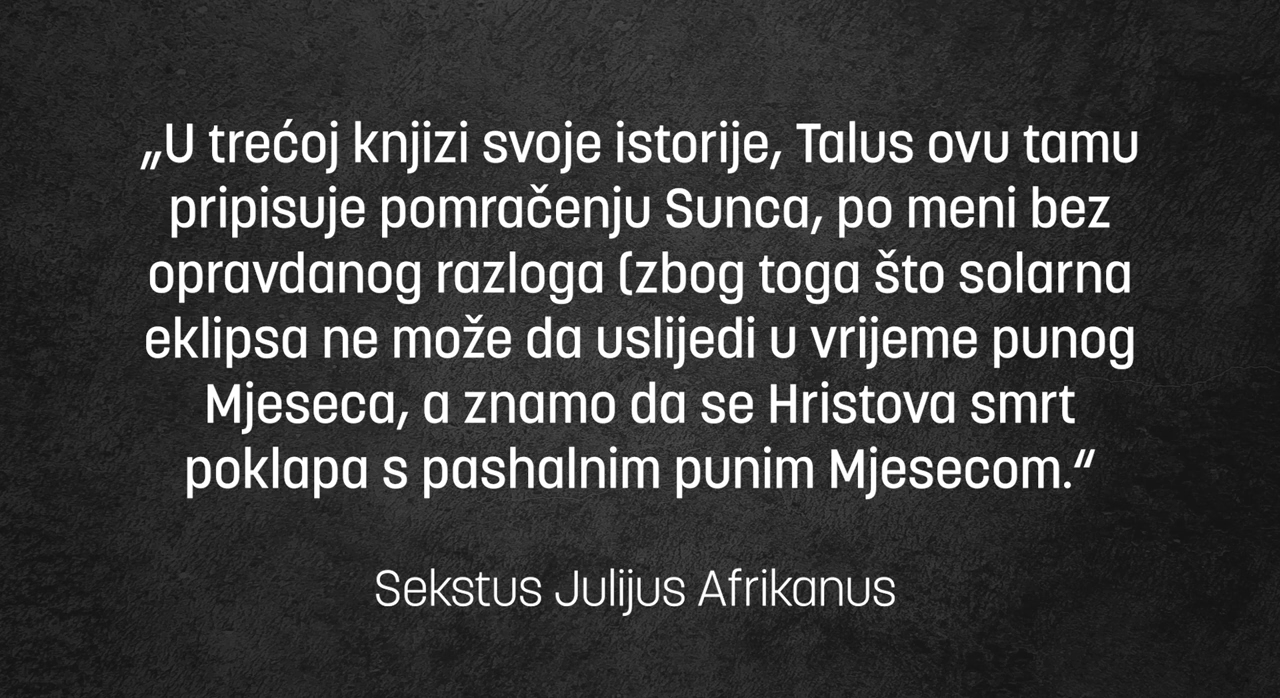 „U trećoj knjizi svoje istorije, Talus ovu tamu
pripisuje pomračenju Sunca, po meni bez
opravdanog razloga (zbog toga što solarna
eklipsa ne može da uslijedi u vrijeme punog
Mjeseca, a znamo da se Hristova smrt
poklapa s pashalnim punim Mjesecom.“
Sekstus Julijus Afrikanus